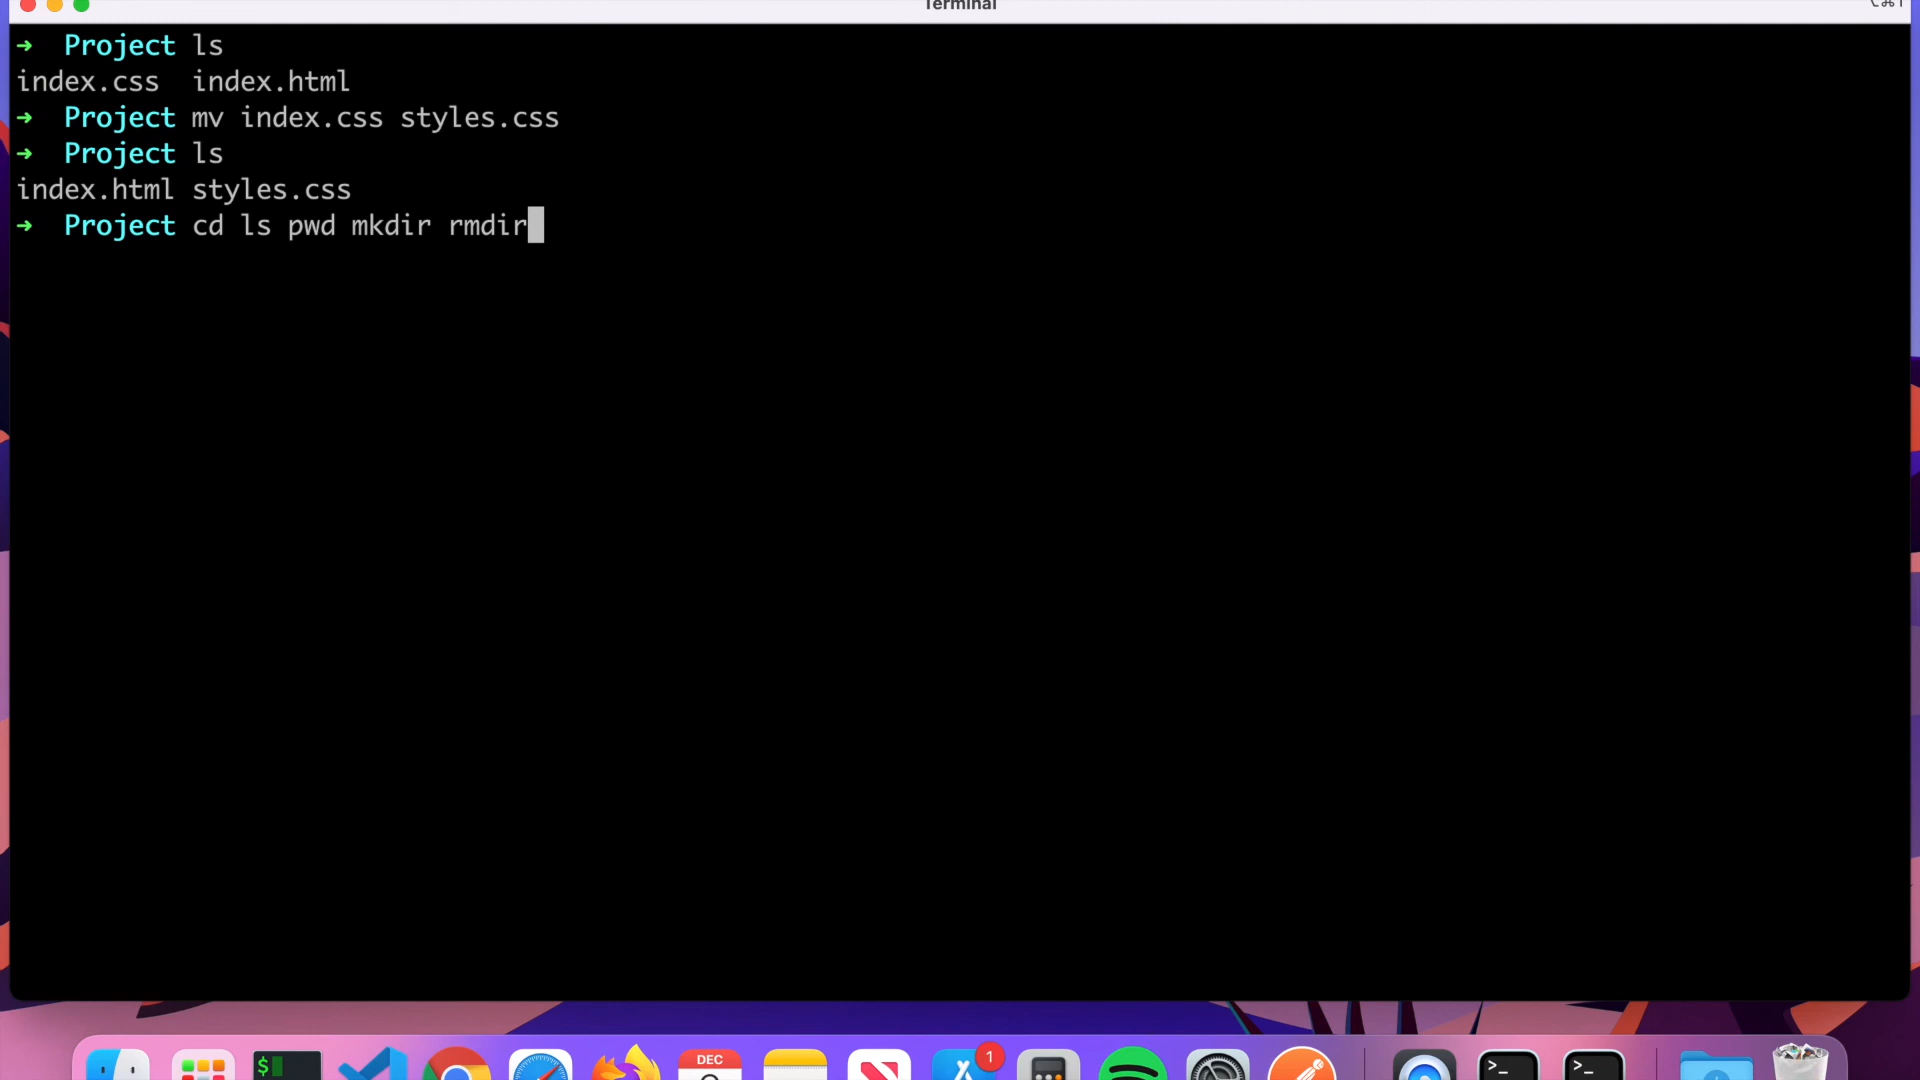 Terminal
➜ Project ls
index.css index.html
➜ Project mv index.css styles.css
➜ Project ls
index.html styles.css
➜ Project cd ls pwd mkdir rmdir
$
DEC
1
>_
>_